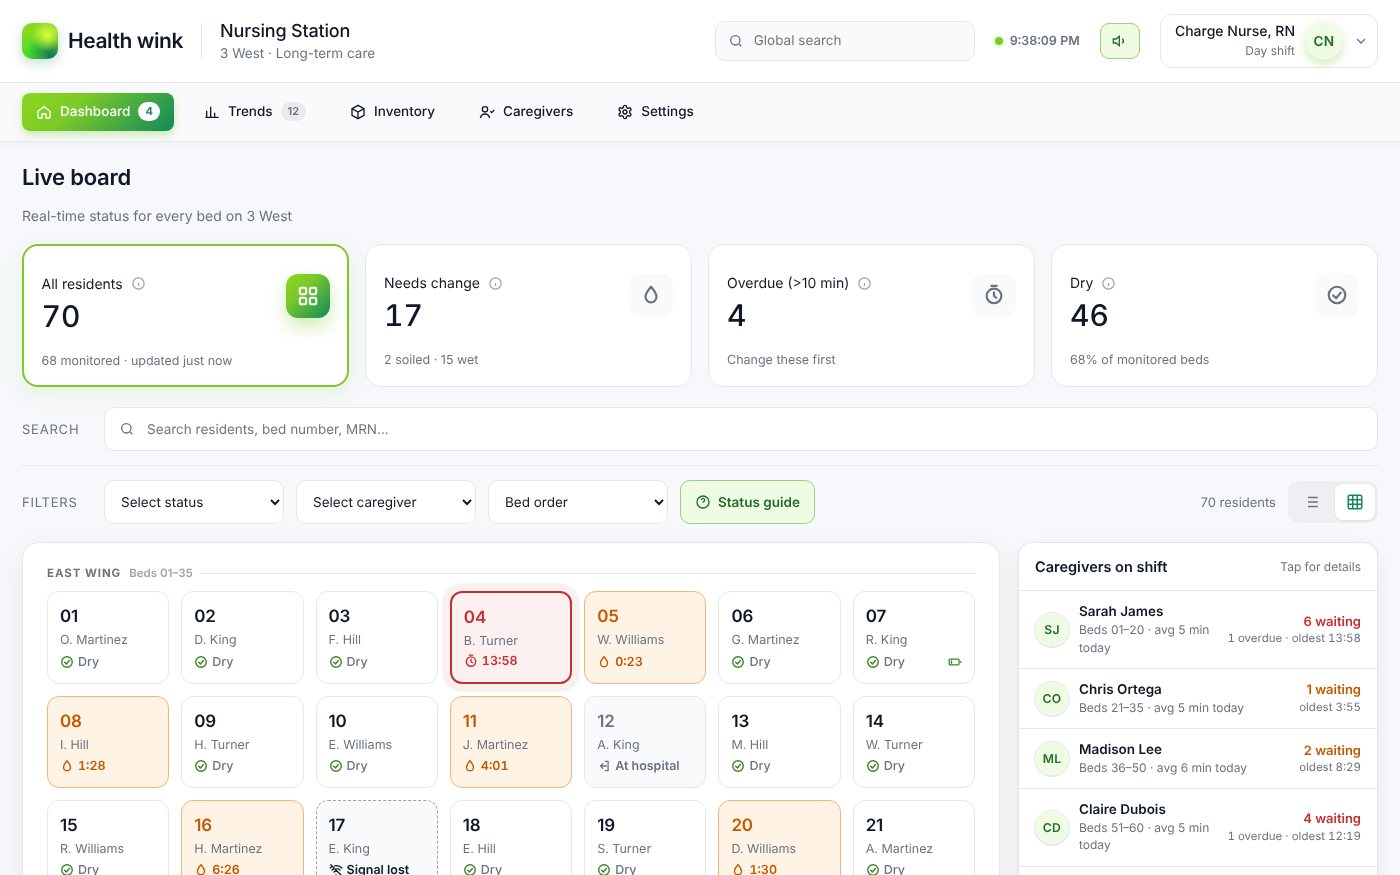 Health wink
Nursing Station
3 West · Long-term care
Global search
9:38:09 PM
Charge Nurse, RN
Day shift
CN
Dashboard 4
Trends 12
Inventory
Caregivers
Settings
Live board
Real-time status for every bed on 3 West
All residents
70
68 monitored · updated just now
Needs change
17
2 soiled · 15 wet
Overdue (>10 min)
4
Change these first
Dry
46
68% of monitored beds
SEARCH
Search residents, bed number, MRN...
FILTERS
Select status
Select caregiver
Bed order
Status guide
70 residents
EAST WING Beds 01–35
01
O. Martinez
Dry
02
D. King
Dry
03
F. Hill
Dry
04
B. Turner
13:58
05
W. Williams
0:23
06
G. Martinez
Dry
07
R. King
Dry
08
I. Hill
1:28
09
H. Turner
Dry
10
E. Williams
Dry
11
J. Martinez
4:01
12
A. King
At hospital
13
M. Hill
Dry
14
W. Turner
Dry
15
R. Williams
Dry
16
H. Martinez
6:26
17
E. King
Signal lost
18
E. Hill
Dry
19
S. Turner
Dry
20
D. Williams
1:30
21
A. Martinez
Dry
Caregivers on shift
Tap for details
SJ
Sarah James
Beds 01–20 · avg 5 min
today
6 waiting
1 overdue · oldest 13:58
CO
Chris Ortega
Beds 21–35 · avg 5 min today
1 waiting
oldest 3:55
ML
Madison Lee
Beds 36–50 · avg 6 min today
2 waiting
oldest 8:29
CD
Claire Dubois
Beds 51–60 · avg 5 min
today
4 waiting
1 overdue · oldest 12:19